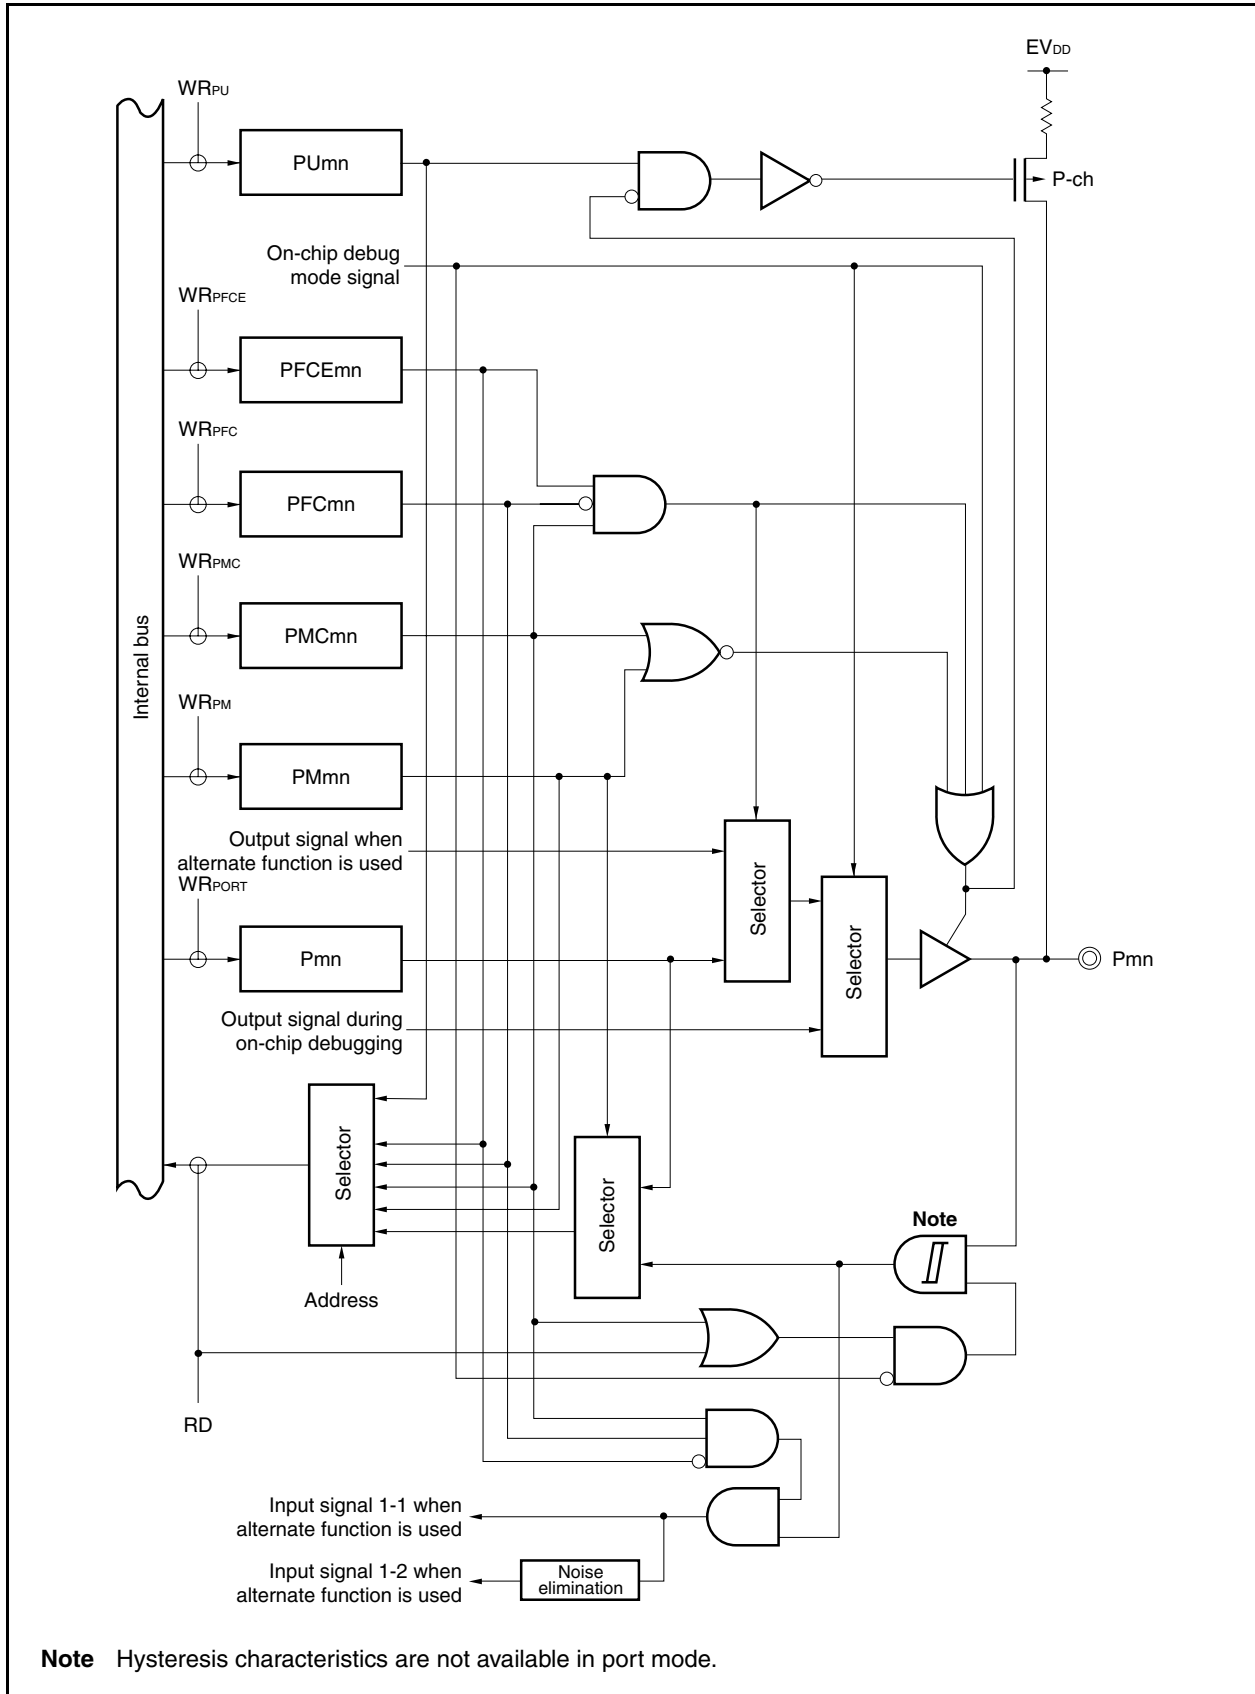 EVDD
WRPU
PUmn
P-ch
On-chip debug
mode signal
WRPFCE
PFCEmn
WRPFC
PFCmn
WRPMC
PMCmn
Internal bus
WRPM
PMmn
Output signal when
alternate function is used
WRPORT
Selector
Selector
Pmn
Pmn
Output signal during
on-chip debugging
Selector
Selector
Note
Address
RD
Input signal 1-1 when
alternate function is used
Input signal 1-2 when
alternate function is used
Noise
elimination
Note Hysteresis characteristics are not available in port mode.